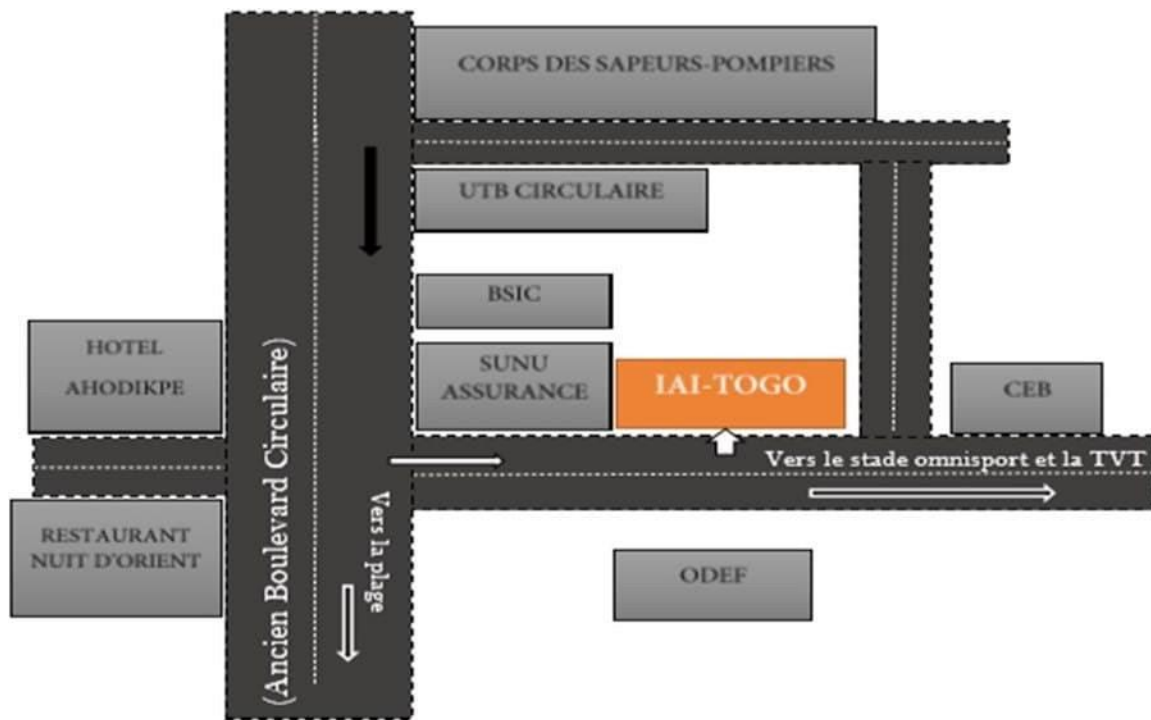 CORPS DES SAPEURS-POMPIERS
UTB CIRCULAIRE
BSIC
HOTEL
AHODIKPE
SUNU
ASSURANCE
IAI-TOGO
CEB
(Ancien Boulevard Circulaire)
Vers la plage
Vers le stade omnisport et la TVT
RESTAURANT
NUIT D'ORIENT
ODEF